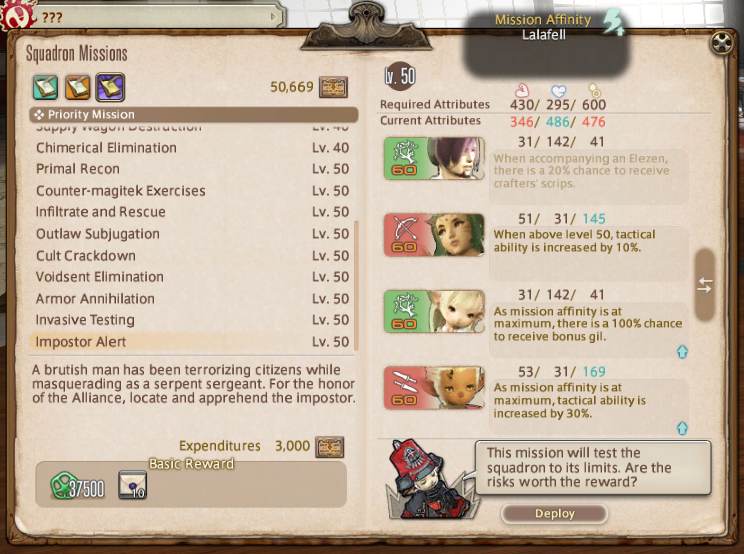 ???
Mission Affinity
Lalafell
Squadron Missions
50,669
Priority Mission
Supply Wagon Destruction Lv. 40
Chimerical Elimination Lv. 40
Primal Recon Lv. 50
Counter-magitek Exercises Lv. 50
Infiltrate and Rescue Lv. 50
Outlaw Subjugation Lv. 50
Cult Crackdown Lv. 50
Voidsent Elimination Lv. 50
Armor Annihilation Lv. 50
Invasive Testing Lv. 50
Impostor Alert Lv. 50
A brutish man has been terrorizing citizens while
masquerading as a serpent sergeant. For the honor
of the Alliance, locate and apprehend the impostor.
Expenditures 3,000
Basic Reward
37500
10
Lv. 50
Required Attributes 430/ 295/ 600
Current Attributes 346/ 486/ 476
60
31/ 142/ 41
When accompanying an Elezen,
there is a 20% chance to receive
crafters' scrips.
60
51/ 31/ 145
When above level 50, tactical
ability is increased by 10%.
60
31/ 142/ 41
As mission affinity is at
maximum, there is a 100% chance
to receive bonus gil.
60
53/ 31/ 169
As mission affinity is at
maximum, tactical ability is
increased by 30%.
This mission will test the
squadron to its limits. Are the
risks worth the reward?
Deploy